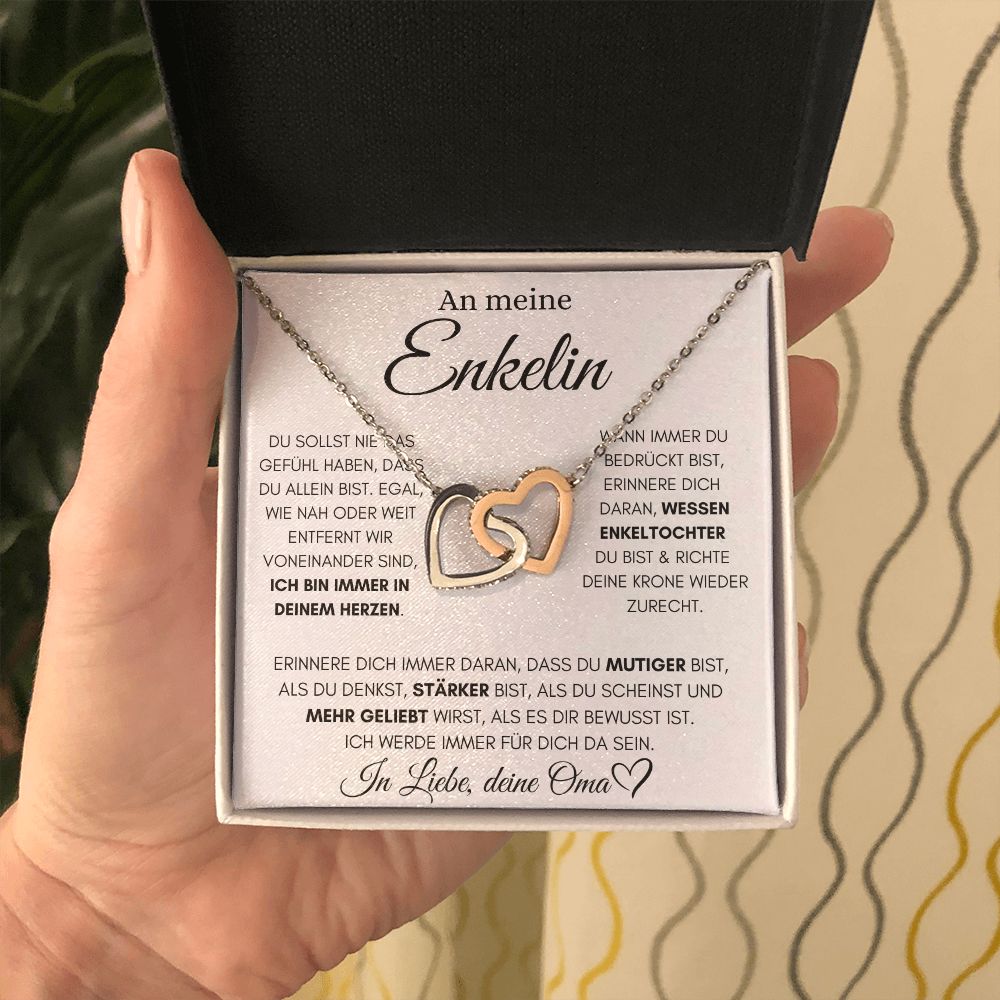 An meine
Enkelin
DU SOLLST NIE DAS
GEFÜHL HABEN, DASS
DU ALLEIN BIST. EGAL,
WIE NAH ODER WEIT
ENTFERNT WIR
VONEINANDER SIND,
ICH BIN IMMER IN
DEINEM HERZEN.
WANN IMMER DU
BEDRÜCKT BIST,
ERINNERE DICH
DARAN, WESSEN
ENKELTOCHTER
DU BIST & RICHTE
DEINE KRONE WIEDER
ZURECHT.
ERINNERE DICH IMMER DARAN, DASS DU MUTIGER BIST,
ALS DU DENKST, STÄRKER BIST, ALS DU SCHEINST UND
MEHR GELIEBT WIRST, ALS ES DIR BEWUSST IST.
ICH WERDE IMMER FÜR DICH DA SEIN.
In Liebe, deine Oma